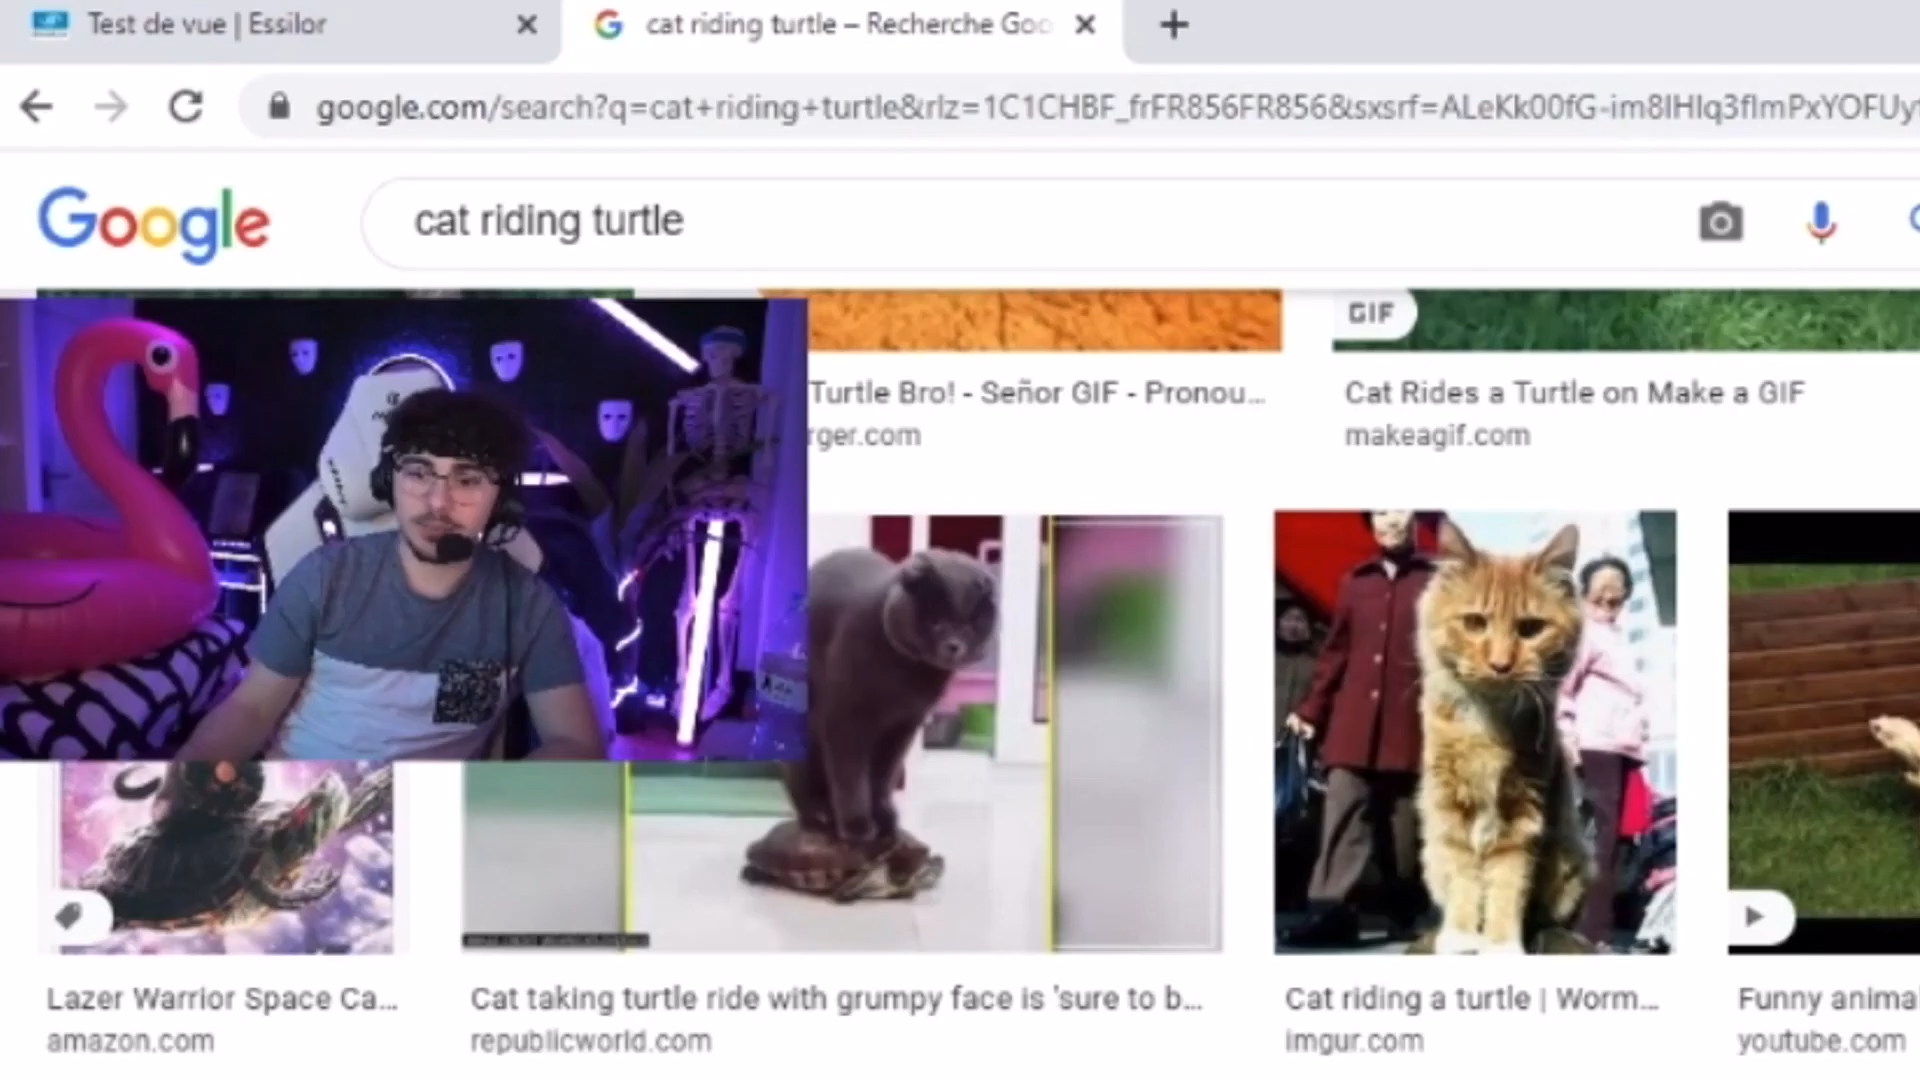 Test de vue | Essilor
cat riding turtle – Recherche Goo
google.com/search?q=cat+riding+turtle&rlz=1C1CHBF_frFR856FR856&sxsrf=
Google
cat riding turtle
GIF
Turtle Bro! - Señor GIF - Pronou...
rger.com
Cat Rides a Turtle on Make a GIF
makeagif.com
Lazer Warrior Space Ca...
amazon.com
Cat taking turtle ride with grumpy face is 'sure to b...
republicworld.com
Cat riding a turtle | Worm...
imgur.com
Funny animal
youtube.com